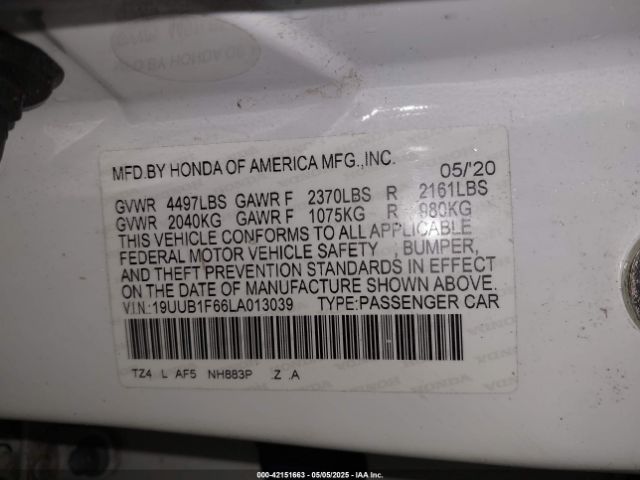 MFD.BY HONDA OF AMERICA MFG.,INC. 05/'20
GVWR 4497LBS GAWR F 2370LBS R 2161LBS
GVWR 2040KG GAWR F 1075KG R 980KG
THIS VEHICLE CONFORMS TO ALL APPLICABLE
FEDERAL MOTOR VEHICLE SAFETY , BUMPER,
AND THEFT PREVENTION STANDARDS IN EFFECT
ON THE DATE OF MANUFACTURE SHOWN ABOVE.
V.I.N.:19UUB1F66LA013039 TYPE:PASSENGER CAR
TZ4 L AF5 NH883P .Z .A
000-42151663 - 05/05/2025 - IAA Inc.